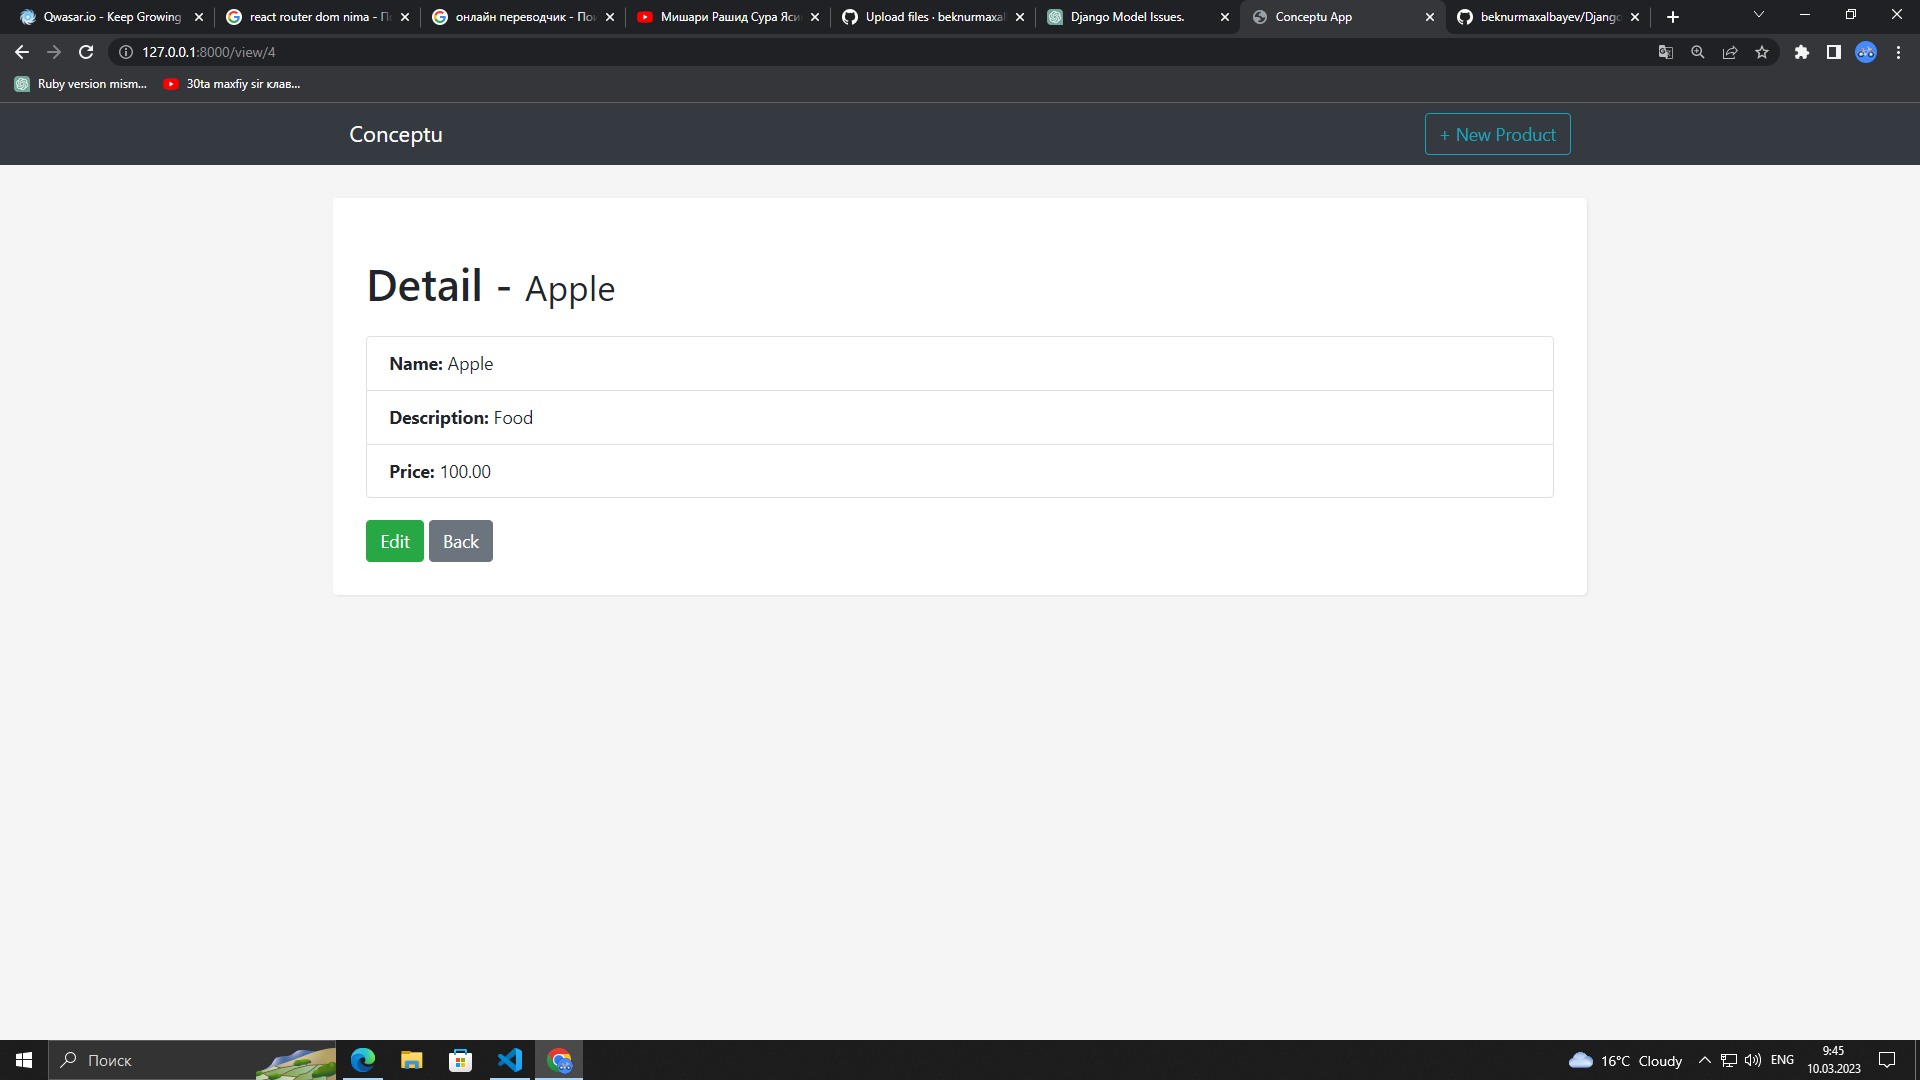 Qwasar.io - Keep Growing
react router dom nima - П
онлайн переводчик - Пои
Мишари Рашид Сура Яси
Upload files · beknurmaxal
Django Model Issues.
Conceptu App
beknurmaxalbayev/Django
127.0.0.1:8000/view/4
Ruby version mism...
30ta maxfiy sir клав...
Conceptu
+ New Product
Detail - Apple
Name: Apple
Description: Food
Price: 100.00
Edit
Back
Поиск
16°C Cloudy
ENG
9:45
10.03.2023